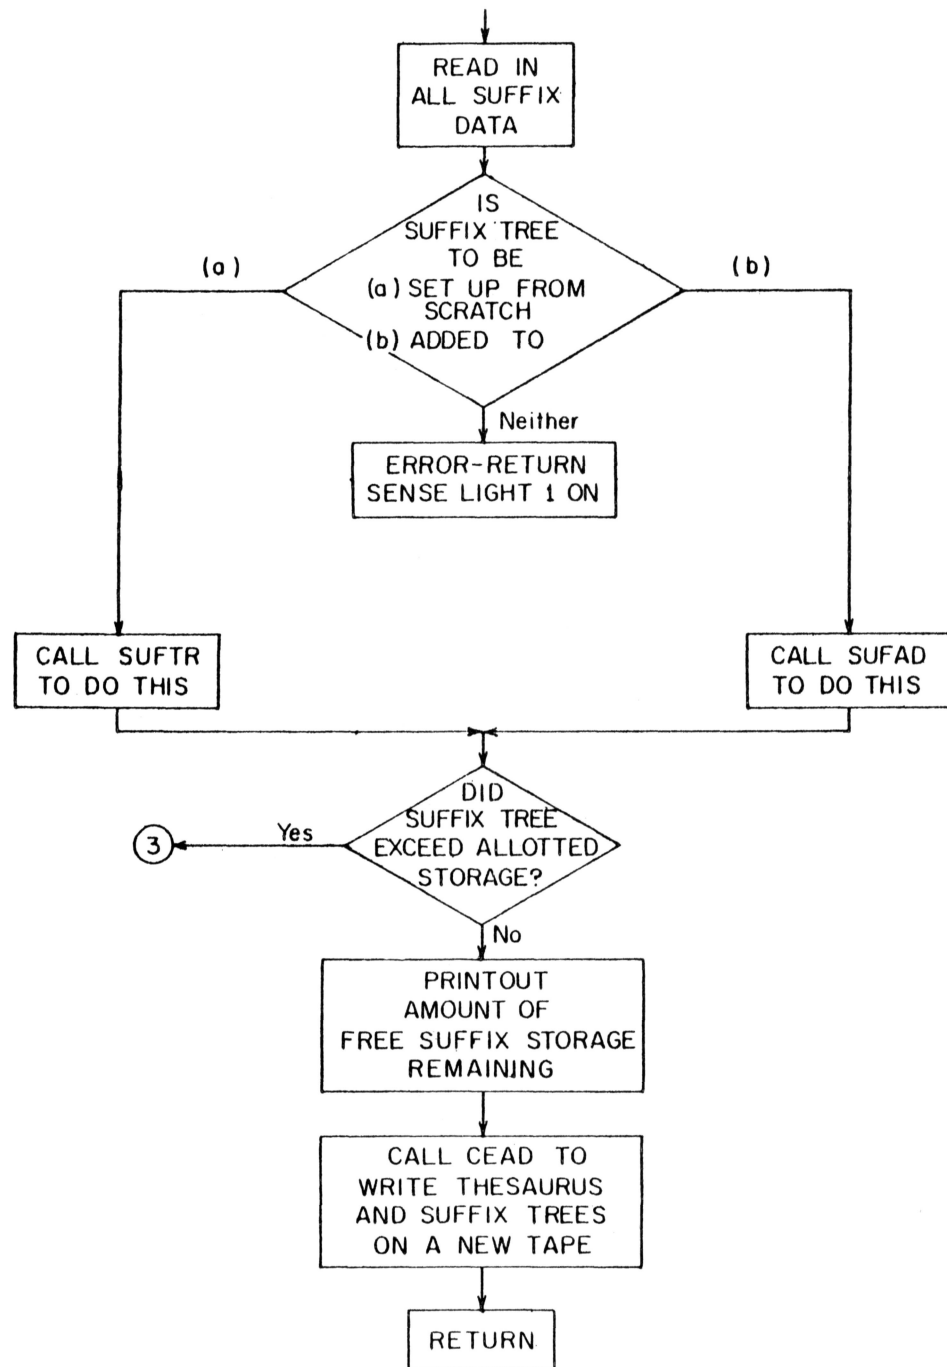 READ IN
ALL SUFFIX
DATA
IS
SUFFIX TREE
TO BE
(a) SET UP FROM
SCRATCH
(b) ADDED TO
(a)
(b)
Neither
ERROR-RETURN
SENSE LIGHT 1 ON
CALL SUFTR
TO DO THIS
CALL SUFAD
TO DO THIS
DID
SUFFIX TREE
EXCEED ALLOTTED
STORAGE?
Yes
3
No
PRINTOUT
AMOUNT OF
FREE SUFFIX STORAGE
REMAINING
CALL CEAD TO
WRITE THESAURUS
AND SUFFIX TREES
ON A NEW TAPE
RETURN